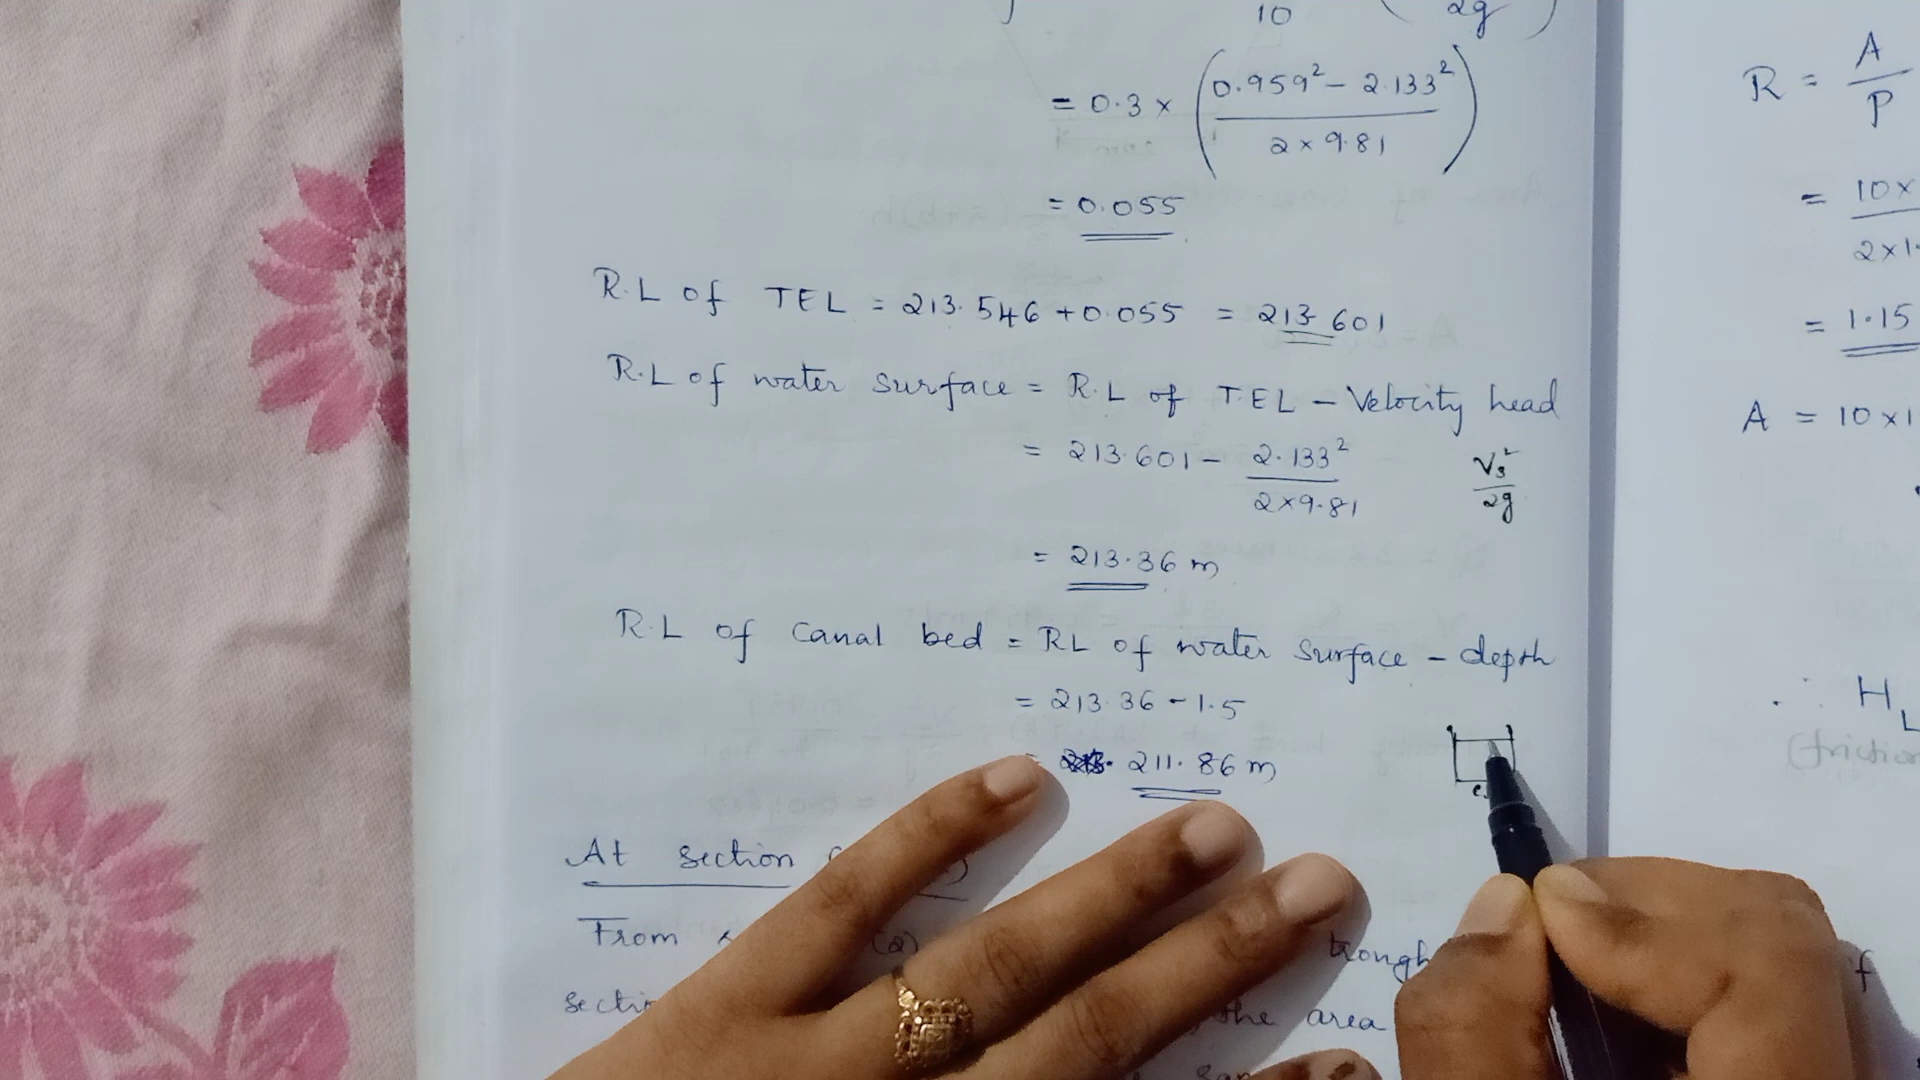 10 ( 2g )
= 0.3 × ( 0.959² - 2.133² / 2 × 9.81 )
= 0.055
R.L of TEL = 213.546 + 0.055 = 213.601
R.L of water surface = R.L of T.E.L - Velocity head
= 213.601 - 2.133² / 2×9.81
V₃² / 2g
= 213.36 m
R.L of canal bed = RL of water surface - depth
= 213.36 - 1.5
= 211.86 m
At section
From (2) trough
the area
R = A / P
= 10×
2×1.
= 1.15
A = 10×1
∴ H L
(friction